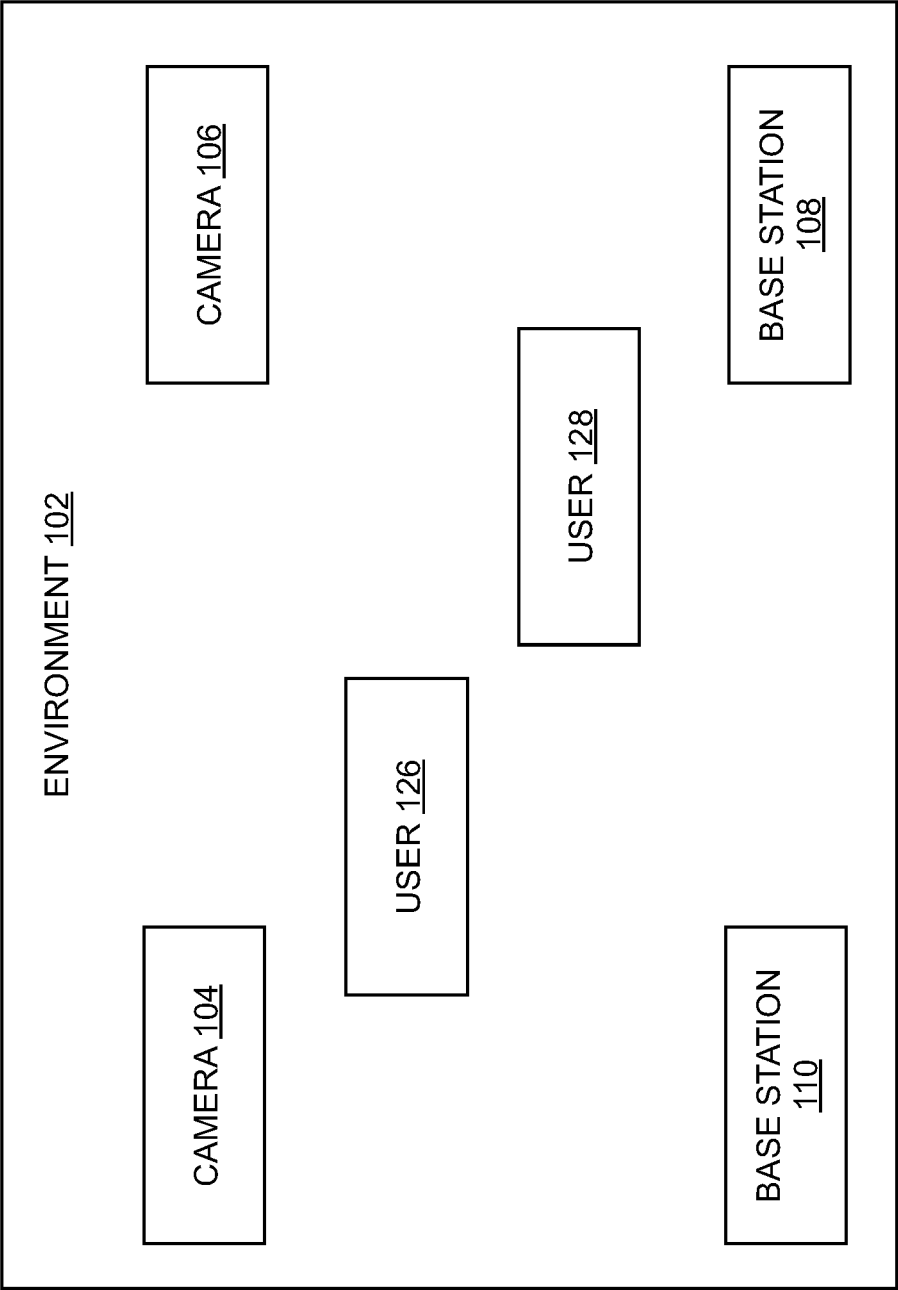 ENVIRONMENT 102
CAMERA 104
CAMERA 106
USER 126
USER 128
BASE STATION
110
BASE STATION
108